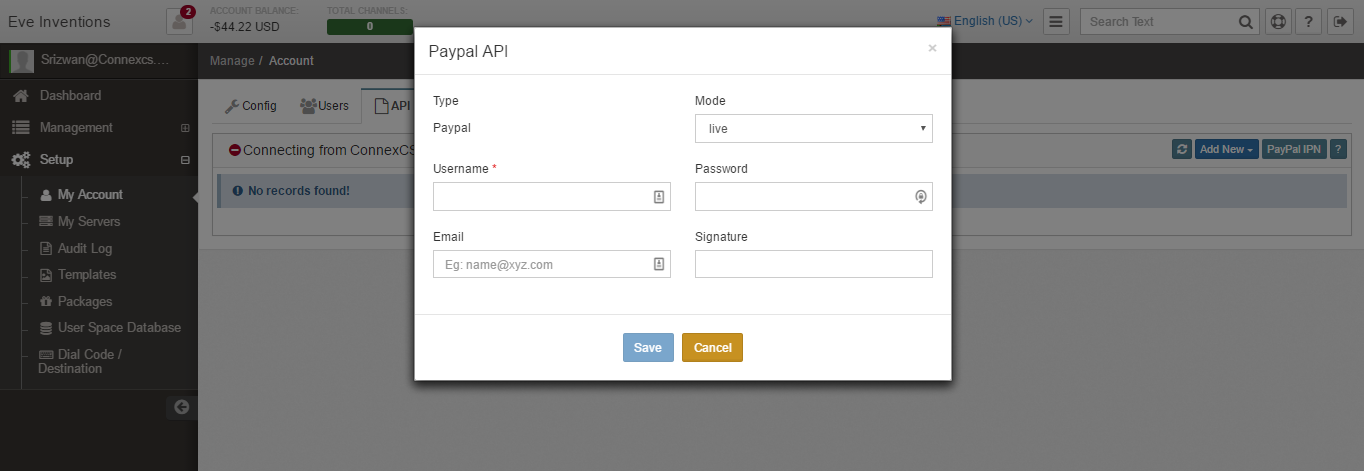 Eve Inventions
2
ACCOUNT BALANCE:
-$44.22 USD
TOTAL CHANNELS:
0
English (US)
Search Text
?
Srizwan@Connexcs....
Manage / Account
Dashboard
Management
Setup
My Account
My Servers
Audit Log
Templates
Packages
User Space Database
Dial Code /
Destination
Config
Users
API
Connecting from ConnexCS
Add New
PayPal IPN
?
No records found!
Paypal API
×
Type
Mode
Paypal
live
Username *
Password
Email
Signature
Eg: name@xyz.com
Save
Cancel